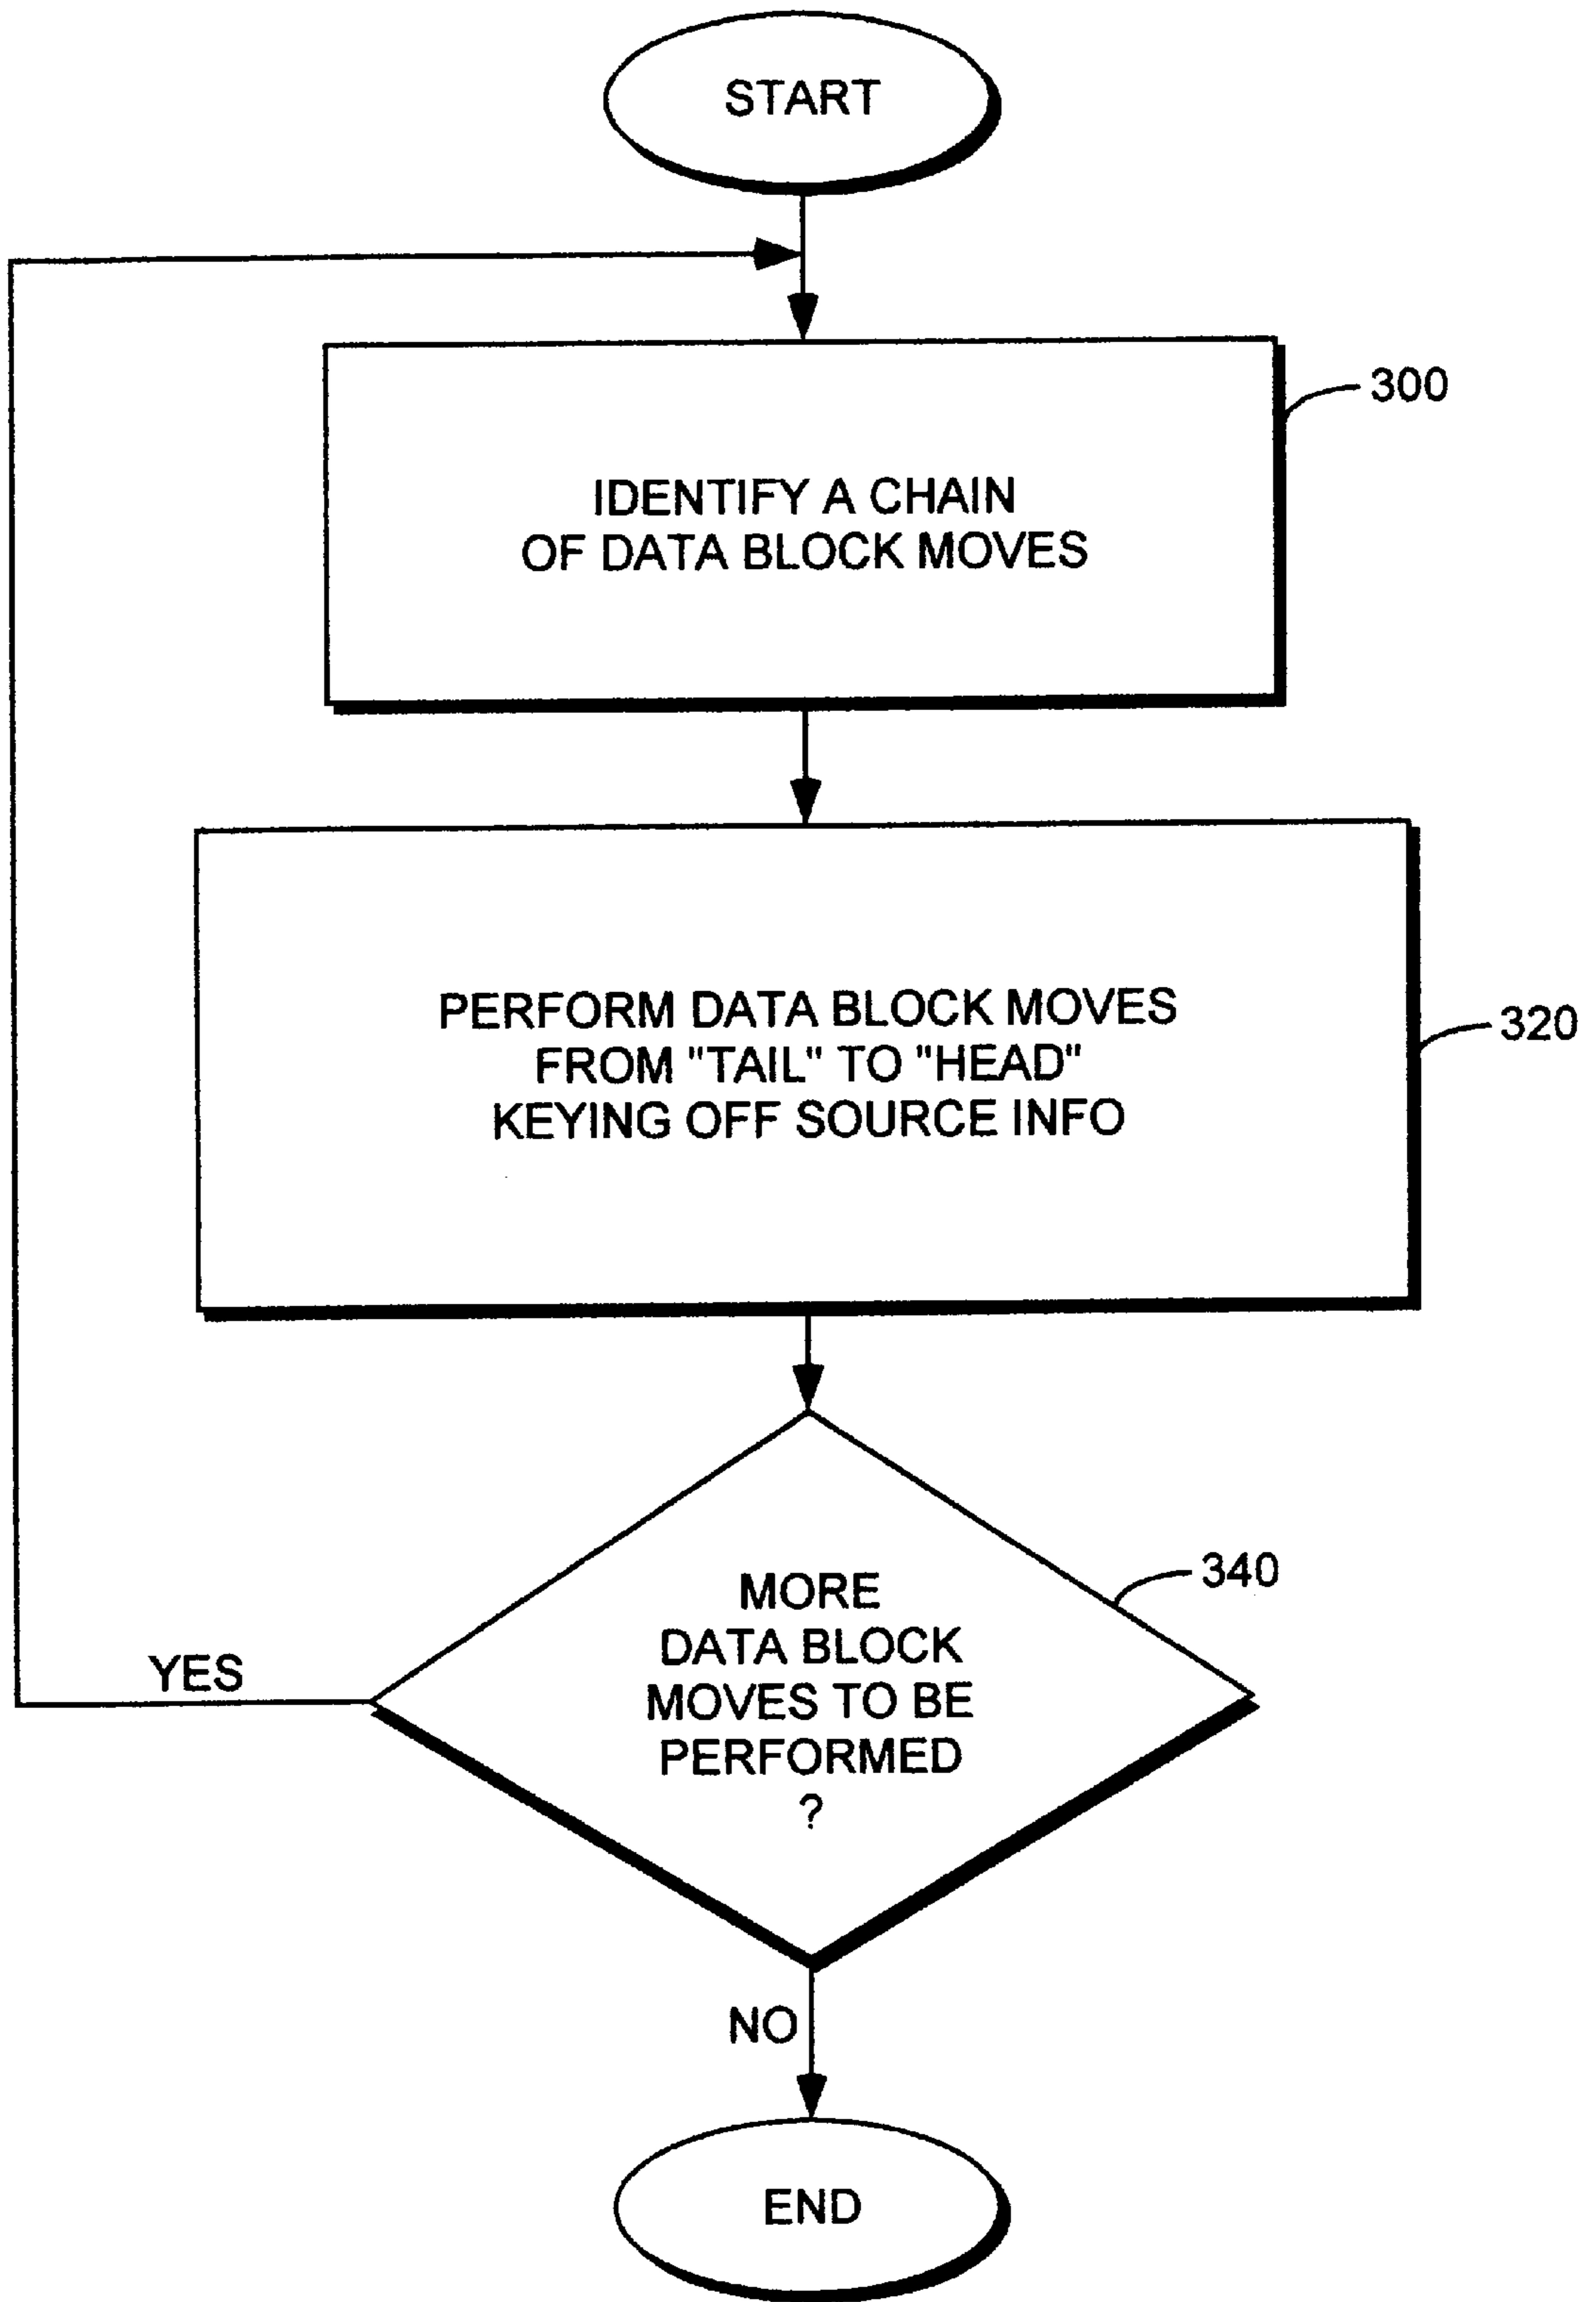 START
300
IDENTIFY A CHAIN
OF DATA BLOCK MOVES
PERFORM DATA BLOCK MOVES
FROM "TAIL" TO "HEAD"
KEYING OFF SOURCE INFO
320
340
MORE
DATA BLOCK
MOVES TO BE
PERFORMED
?
YES
NO
END